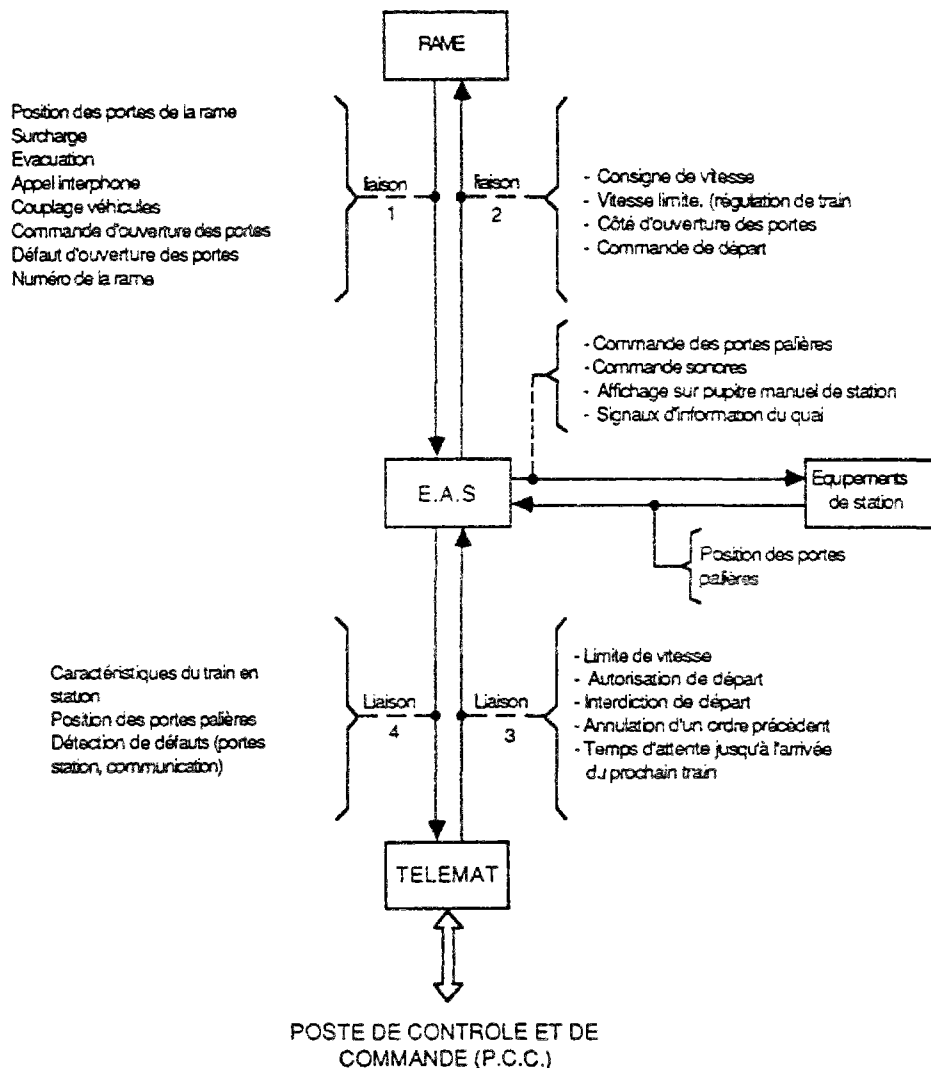 RAME
Position des portes de la rame
Surcharge
Evacuation
Appel interphone
Couplage véhicules
Commande d'ouverture des portes
Défaut d'ouverture des portes
Numéro de la rame
liaison
1
liaison
2
- Consigne de vitesse
- Vitesse limite, (régulation de train
- Côté d'ouverture des portes
- Commande de départ
- Commande des portes palières
- Commande sonores
- Affichage sur pupitre manuel de station
- Signaux d'information du quai
E.A.S
Equipements
de station
Position des portes
palières
Caractéristiques du train en
station
Position des portes palières
Détection de défauts (portes
station, communication)
Liaison
4
Liaison
3
- Limite de vitesse
- Autorisation de départ
- Interdiction de départ
- Annulation d'un ordre précèdent
- Temps d'attente jusqu'à l'arrivée
du prochain train
TELEMAT
POSTE DE CONTROLE ET DE
COMMANDE (P.C.C.)